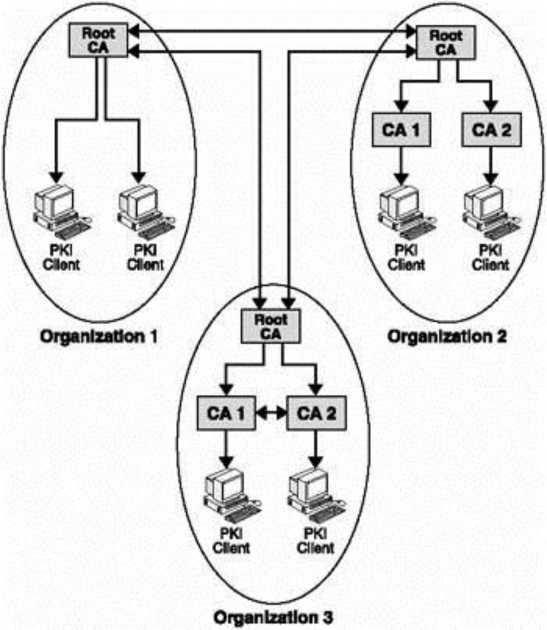 Root
CA
Root
CA
CA 1
CA 2
PKI
Client
PKI
Client
PKI
Client
PKI
Client
Organization 1
Organization 2
Root
CA
CA 1
CA 2
PKI
Client
PKI
Client
Organization 3